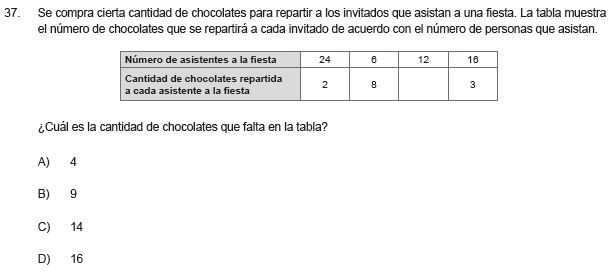 37. Se compra cierta cantidad de chocolates para repartir a los invitados que asistan a una fiesta. La tabla muestra
el número de chocolates que se repartirá a cada invitado de acuerdo con el número de personas que asistan.
Número de asistentes a la fiesta 24 6 12 16
Cantidad de chocolates repartida
a cada asistente a la fiesta 2 8 3
¿Cuál es la cantidad de chocolates que falta en la tabla?
A) 4
B) 9
C) 14
D) 16